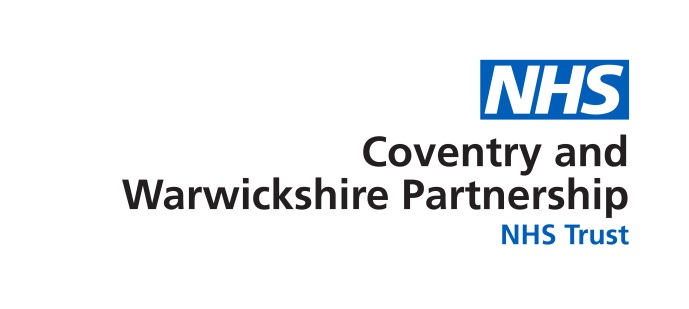 NHS
Coventry and
Warwickshire Partnership
NHS Trust